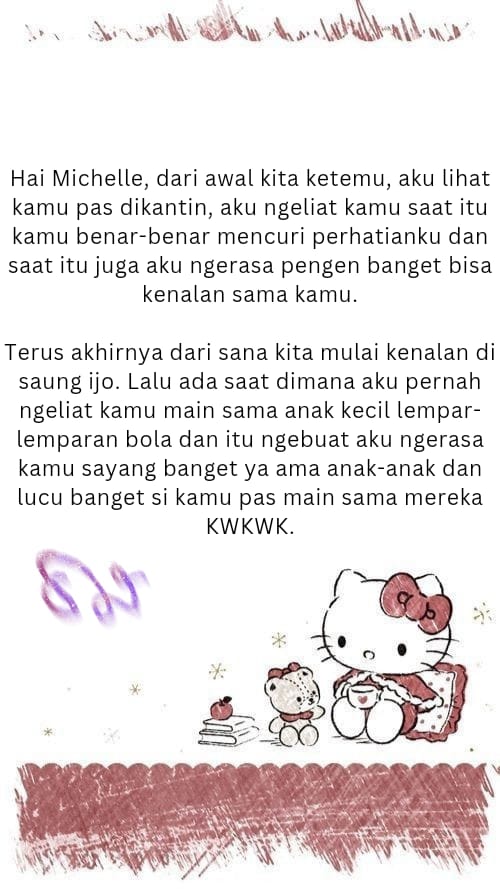 Hai Michelle, dari awal kita ketemu, aku lihat
kamu pas dikantin, aku ngeliat kamu saat itu
kamu benar-benar mencuri perhatianku dan
saat itu juga aku ngerasa pengen banget bisa
kenalan sama kamu.
Terus akhirnya dari sana kita mulai kenalan di
saung ijo. Lalu ada saat dimana aku pernah
ngeliat kamu main sama anak kecil lempar-
lemparan bola dan itu ngebuat aku ngerasa
kamu sayang banget ya ama anak-anak dan
lucu banget si kamu pas main sama mereka
KWKWK.